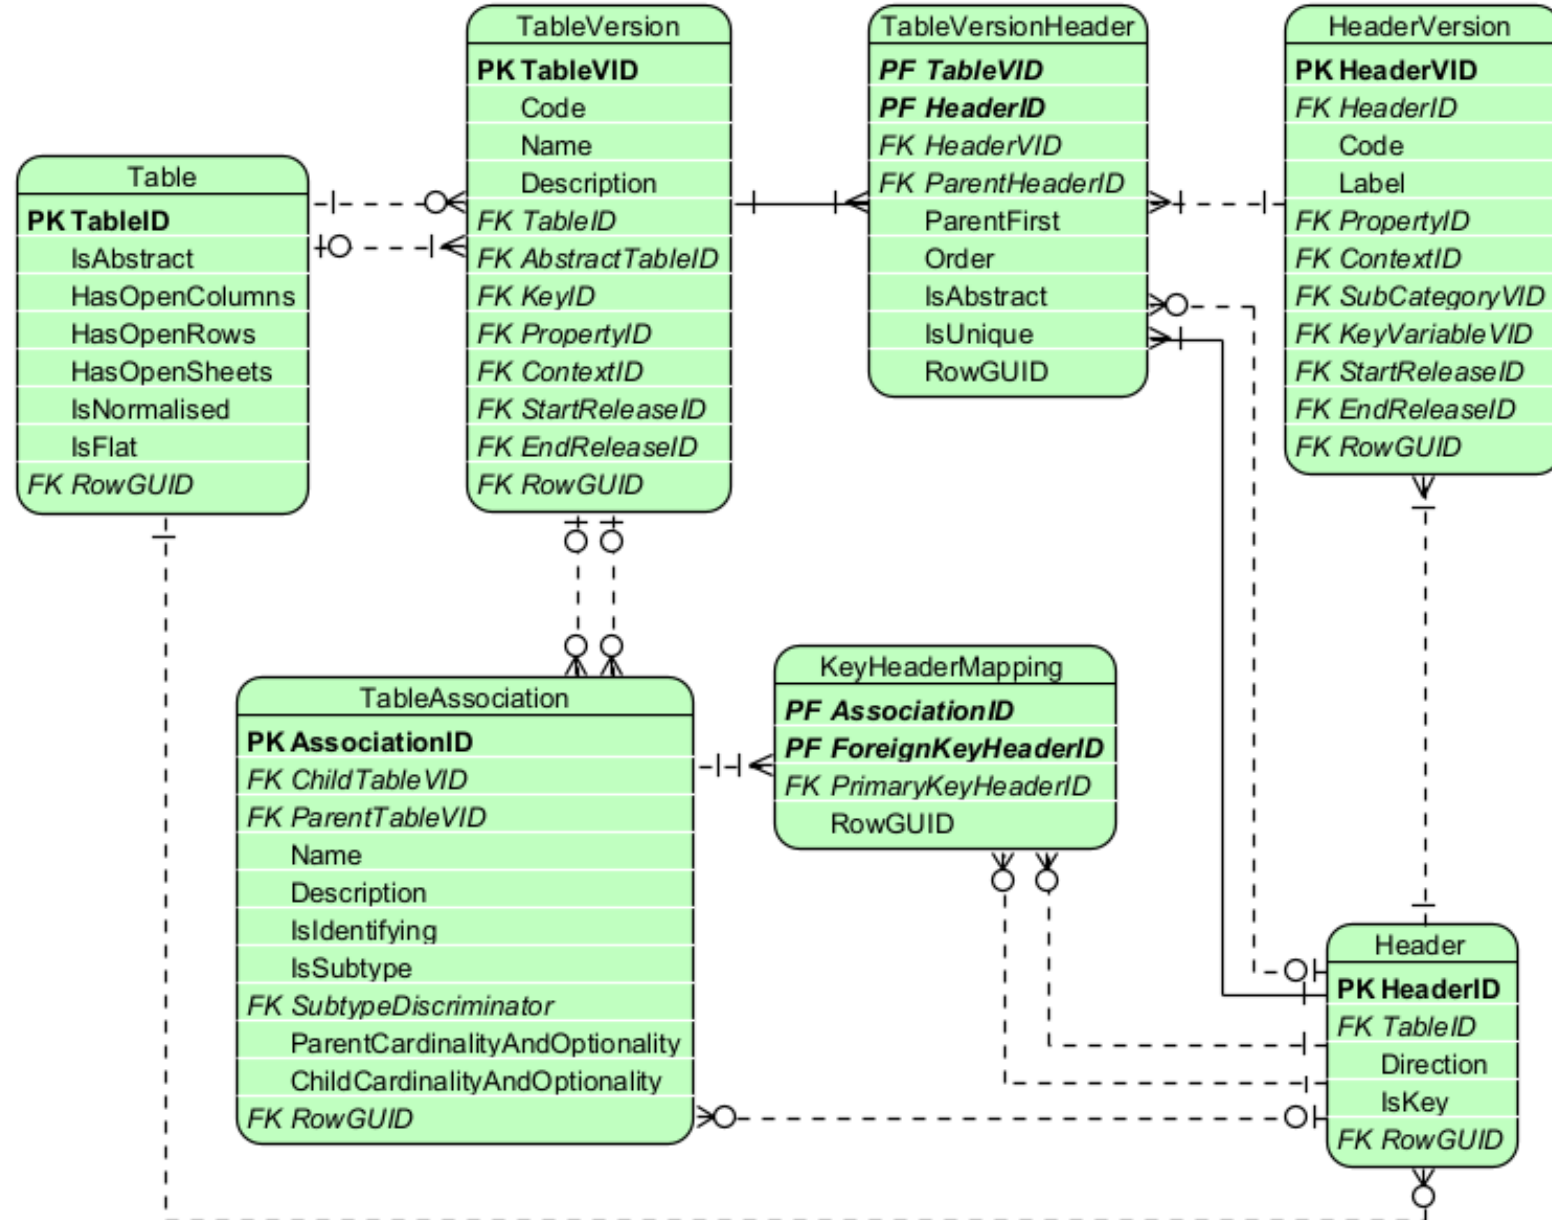 Table
PK TableID
IsAbstract
HasOpenColumns
HasOpenRows
HasOpenSheets
IsNormalised
IsFlat
FK RowGUID
TableVersion
PK TableVID
Code
Name
Description
FK TableID
FK AbstractTableID
FK KeyID
FK PropertyID
FK ContextID
FK StartReleaseID
FK EndReleaseID
FK RowGUID
TableVersionHeader
PF TableVID
PF HeaderID
FK HeaderVID
FK ParentHeaderID
ParentFirst
Order
IsAbstract
IsUnique
RowGUID
HeaderVersion
PK HeaderVID
FK HeaderID
Code
Label
FK PropertyID
FK ContextID
FK SubCategoryVID
FK KeyVariableVID
FK StartReleaseID
FK EndReleaseID
FK RowGUID
TableAssociation
PK AssociationID
FK ChildTableVID
FK ParentTableVID
Name
Description
IsIdentifying
IsSubtype
FK SubtypeDiscriminator
ParentCardinalityAndOptionality
ChildCardinalityAndOptionality
FK RowGUID
KeyHeaderMapping
PF AssociationID
PF ForeignKeyHeaderID
FK PrimaryKeyHeaderID
RowGUID
Header
PK HeaderID
FK TableID
Direction
IsKey
FK RowGUID